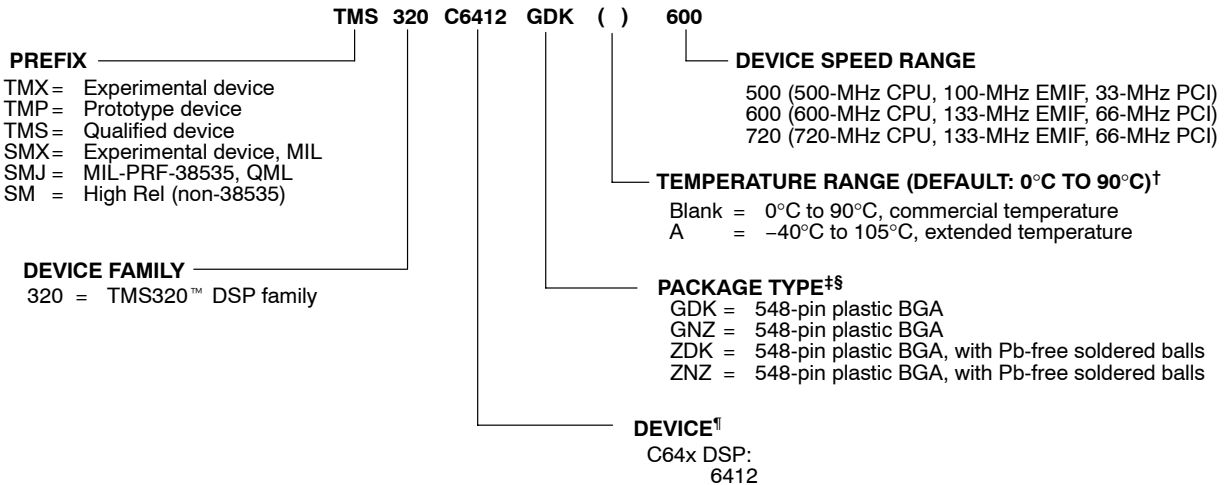 TMS 320 C6412 GDK ( ) 600
PREFIX
TMX = Experimental device
TMP = Prototype device
TMS = Qualified device
SMX = Experimental device, MIL
SMJ = MIL-PRF-38535, QML
SM = High Rel (non-38535)
DEVICE SPEED RANGE
500 (500-MHz CPU, 100-MHz EMIF, 33-MHz PCI)
600 (600-MHz CPU, 133-MHz EMIF, 66-MHz PCI)
720 (720-MHz CPU, 133-MHz EMIF, 66-MHz PCI)
TEMPERATURE RANGE (DEFAULT: 0°C TO 90°C)†
Blank = 0°C to 90°C, commercial temperature
A = −40°C to 105°C, extended temperature
DEVICE FAMILY
320 = TMS320™ DSP family
PACKAGE TYPE‡§
GDK = 548-pin plastic BGA
GNZ = 548-pin plastic BGA
ZDK = 548-pin plastic BGA, with Pb-free soldered balls
ZNZ = 548-pin plastic BGA, with Pb-free soldered balls
DEVICE¶
C64x DSP:
6412